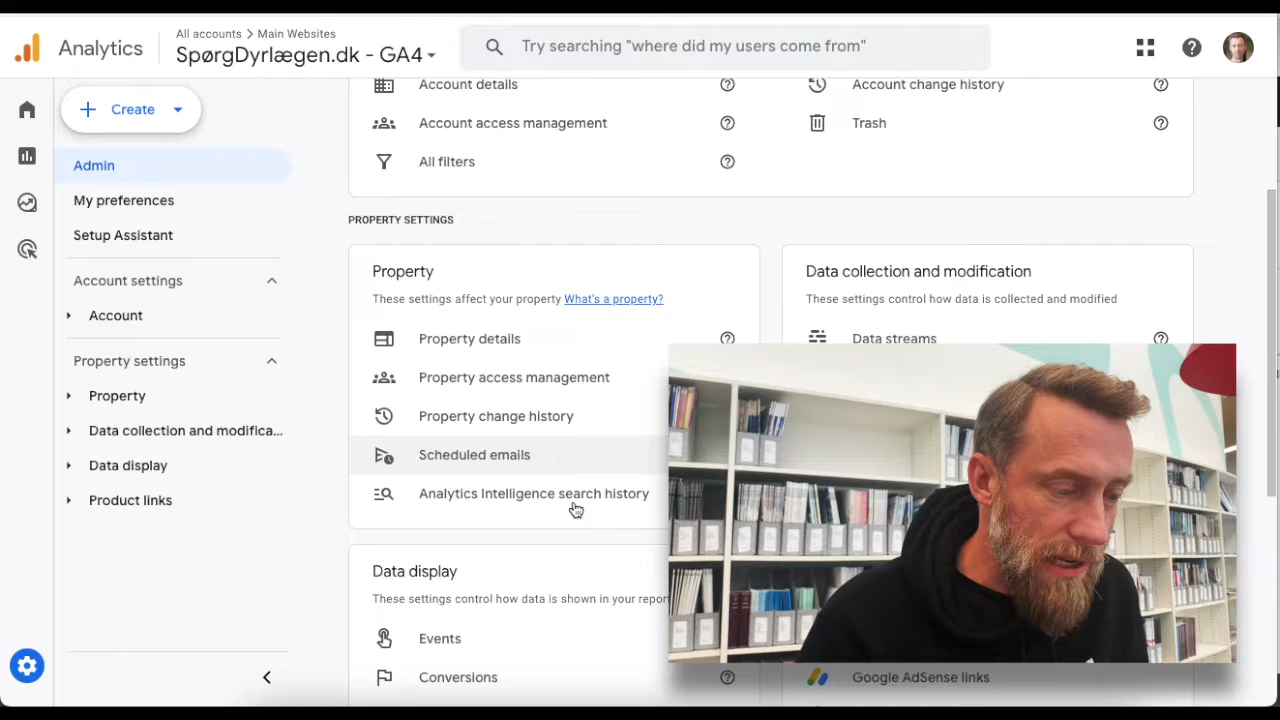 Analytics
All accounts > Main Websites
SpørgDyrlægen.dk - GA4
Try searching "where did my users come from"
Create
Admin
My preferences
Setup Assistant
Account settings
Account
Property settings
Property
Data collection and modifica...
Data display
Product links
Account details
Account access management
All filters
Account change history
Trash
PROPERTY SETTINGS
Property
These settings affect your property What's a property?
Property details
Property access management
Property change history
Scheduled emails
Analytics Intelligence search history
Data collection and modification
These settings control how data is collected and modified
Data streams
Data display
These settings control how data is shown in your repor
Events
Conversions
Google AdSense links